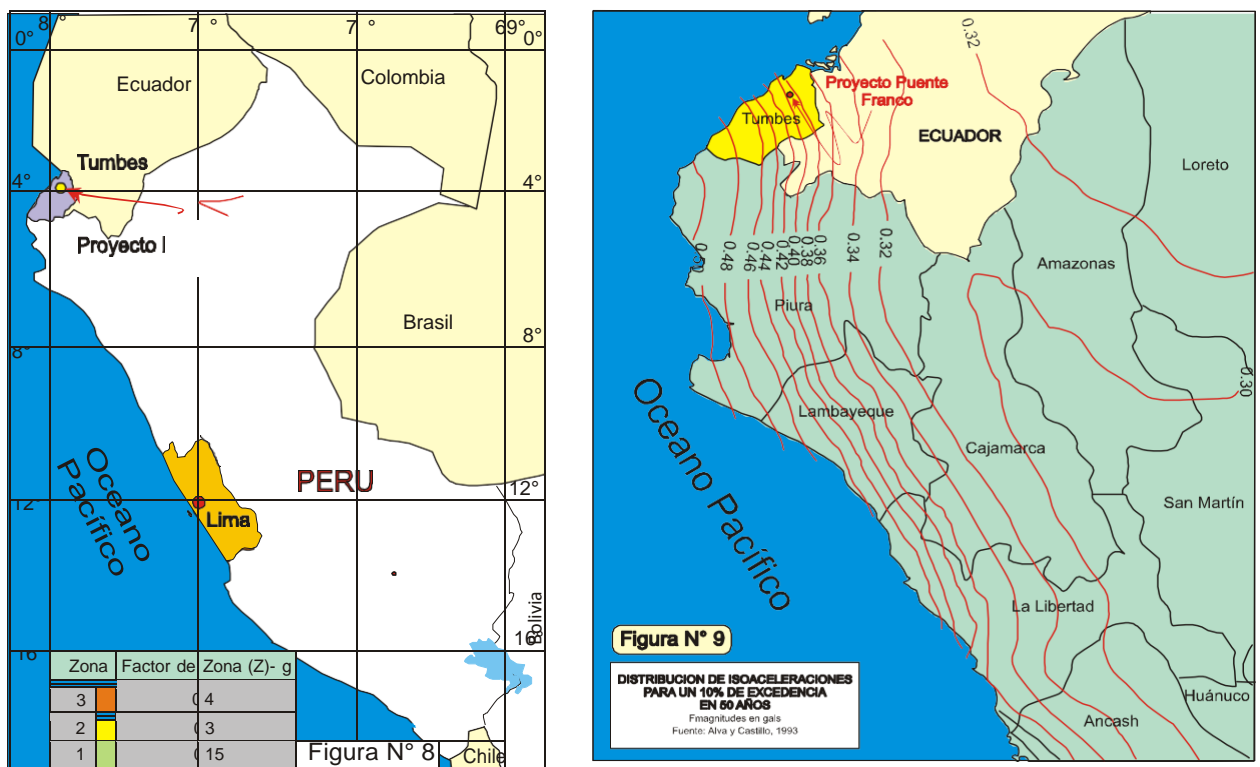 8 °
7 °
7 °
69°
0°
0°
Ecuador
Colombia
Tumbes
4°
4°
Proyecto
Brasil
8°
8°
Oceano
Pacífico
PERU
12°
12
Lima
Bolivia
16
16
Zona Factor de Zona (Z)- g
3 4
2 3
1 15
Figura N° 8
Chile
0.32
Proyecto Puente
Franco
Tumbes
ECUADOR
Loreto
0.48
0.46
0.44
0.42
0.40
0.38
0.36
0.34
0.32
Amazonas
Piura
0.30
Oceano Pacífico
Lambayeque
Cajamarca
San Martín
La Libertad
Figura N° 9
DISTRIBUCION DE ISOACELERACIONES
PARA UN 10% DE EXCEDENCIA
EN 50 AÑOS
Fmagnitudes en gals
Fuente: Alva y Castillo, 1993
Huánuco
Ancash